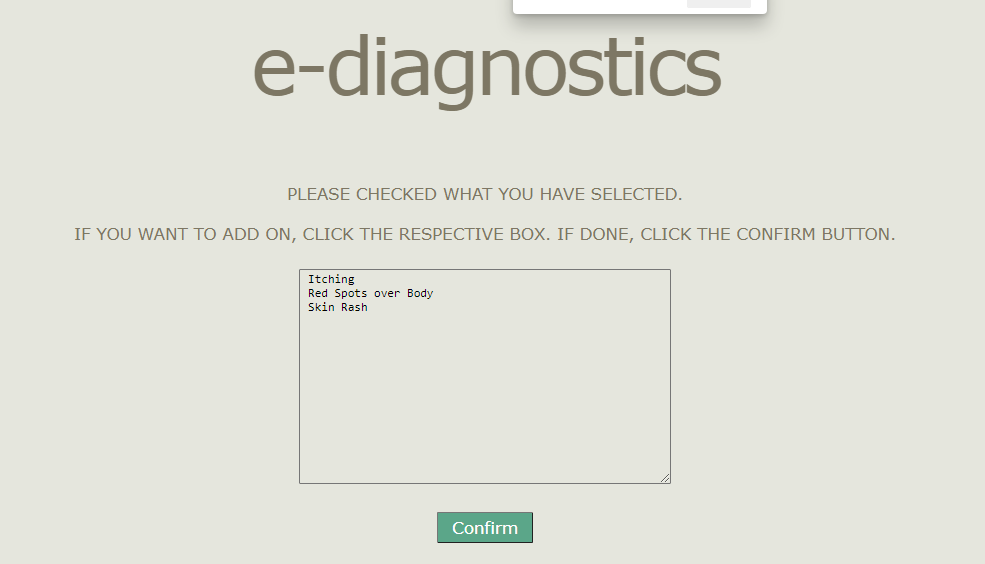 e-diagnostics
PLEASE CHECKED WHAT YOU HAVE SELECTED.
IF YOU WANT TO ADD ON, CLICK THE RESPECTIVE BOX. IF DONE, CLICK THE CONFIRM BUTTON.
Itching
Red Spots over Body
Skin Rash
Confirm